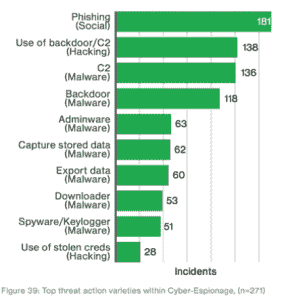 Phishing
(Social)
181
Use of backdoor/C2
(Hacking)
138
C2
(Malware)
136
Backdoor
(Malware)
118
Adminware
(Malware)
63
Capture stored data
(Malware)
62
Export data
(Malware)
60
Downloader
(Malware)
53
Spyware/Keylogger
(Malware)
51
Use of stolen creds
(Hacking)
28
Incidents
Figure 39: Top threat action varieties within Cyber-Espionage, (n=271)